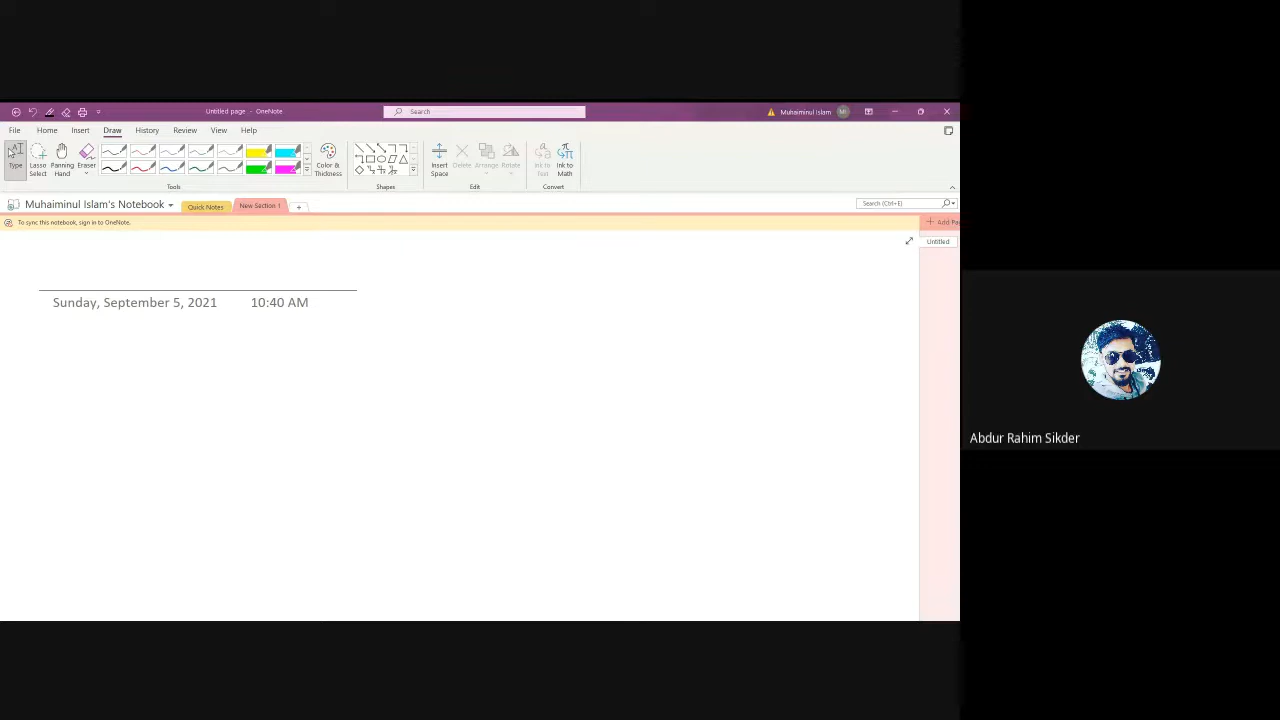 Untitled page - OneNote
Search
Muhaiminul Islam
MI
File Home Insert Draw History Review View Help
Type
Lasso Select
Panning Hand
Eraser
Color & Thickness
Insert Space
Delete
Arrange
Rotate
Ink to Text
Ink to Math
Tools
Shapes
Edit
Convert
Muhaiminul Islam's Notebook
Quick Notes
New Section 1
+
Search (Ctrl+E)
To sync this notebook, sign in to OneNote.
Add Pag
Untitled
Sunday, September 5, 2021 10:40 AM
Abdur Rahim Sikder